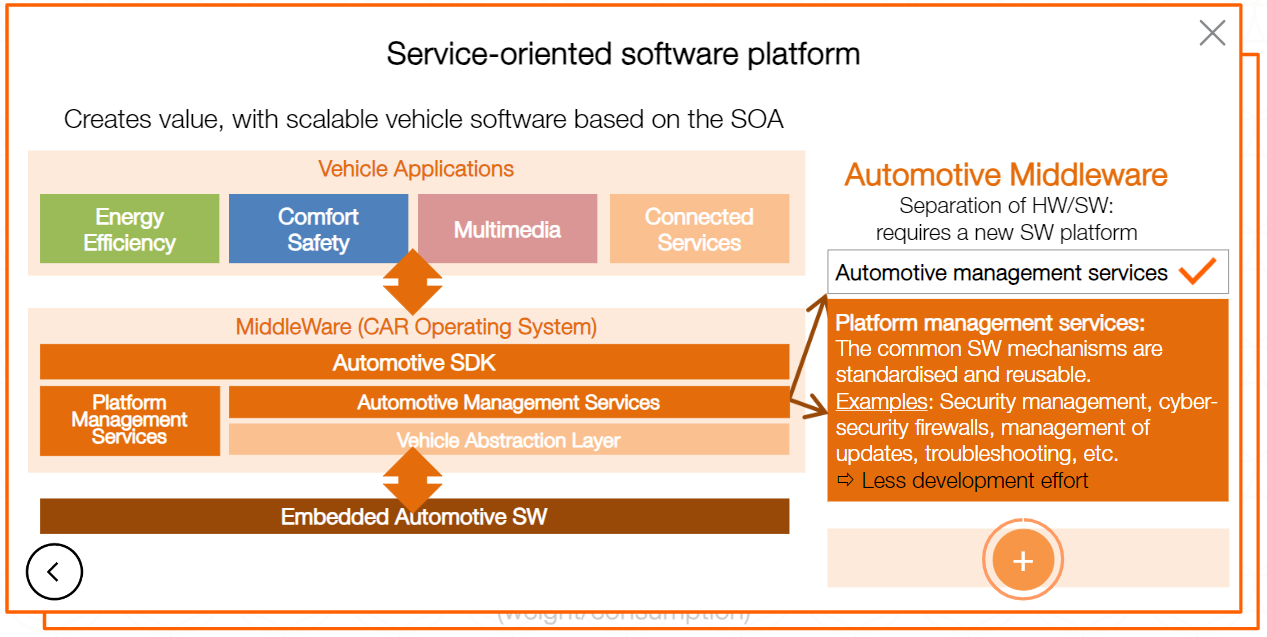 Service-oriented software platform
Creates value, with scalable vehicle software based on the SOA
Vehicle Applications
Energy
Efficiency
Comfort
Safety
Multimedia
Connected
Services
MiddleWare (CAR Operating System)
Automotive SDK
Platform
Management
Services
Automotive Management Services
Vehicle Abstraction Layer
Embedded Automotive SW
Automotive Middleware
Separation of HW/SW:
requires a new SW platform
Automotive management services
Platform management services:
The common SW mechanisms are
standardised and reusable.
Examples: Security management, cyber-
security firewalls, management of
updates, troubleshooting, etc.
⇨ Less development effort
(weight/consumption)